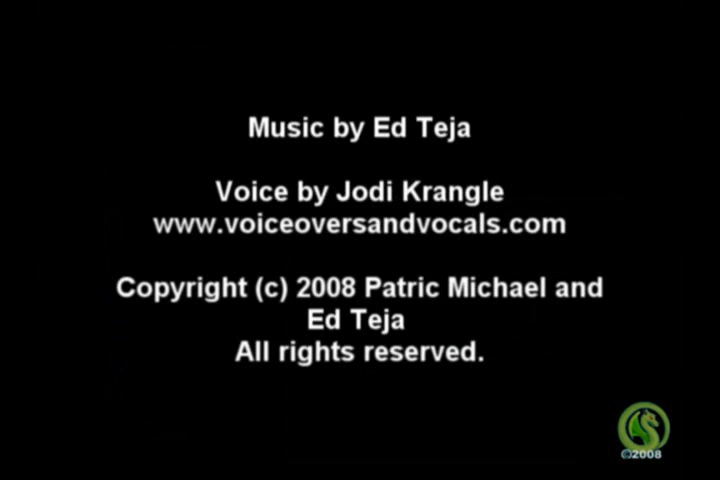 Music by Ed Teja
Voice by Jodi Krangle
www.voiceoversandvocals.com
Copyright (c) 2008 Patric Michael and
Ed Teja
All rights reserved.
©2008